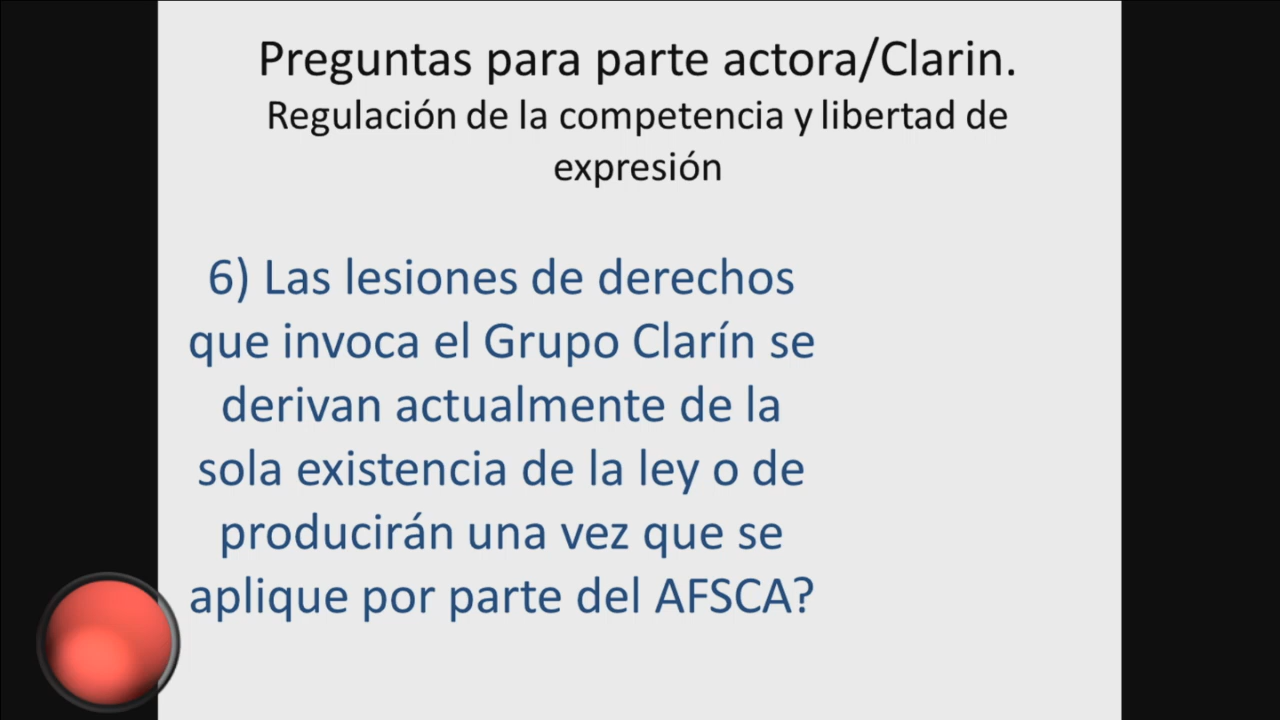 Preguntas para parte actora/Clarin.
Regulación de la competencia y libertad de
expresión
6) Las lesiones de derechos
que invoca el Grupo Clarín se
derivan actualmente de la
sola existencia de la ley o de
producirán una vez que se
aplique por parte del AFSCA?